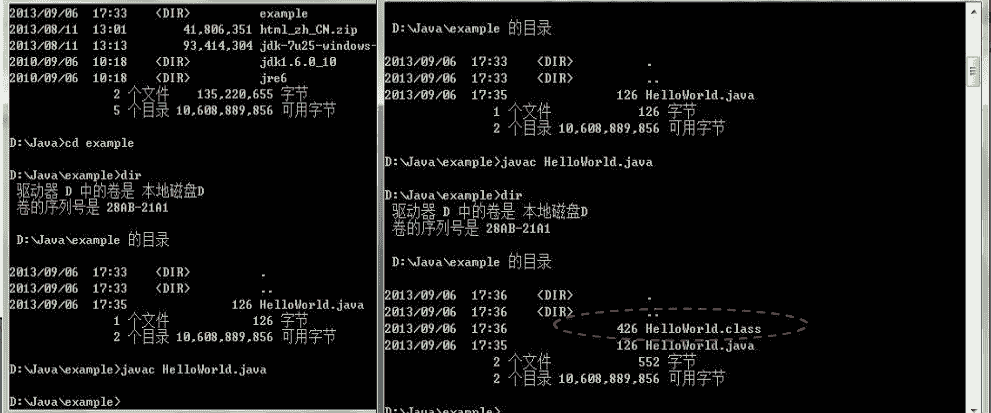 2013/09/06  17:33    <DIR>          example
2013/08/11  13:01        41,806,351 html_zh_CN.zip
2013/08/11  13:13        93,414,304 jdk-7u25-windows-
2010/09/06  10:18    <DIR>          jdk1.6.0_10
2010/09/06  10:18    <DIR>          jre6
2 个文件    135,220,655 字节
5 个目录 10,608,889,856 可用字节
D:\Java>cd example
D:\Java\example>dir
驱动器 D 中的卷是 本地磁盘D
卷的序列号是 28AB-21A1
D:\Java\example 的目录
2013/09/06  17:33    <DIR>          .
2013/09/06  17:33    <DIR>          ..
2013/09/06  17:35               126 HelloWorld.java
1 个文件            126 字节
2 个目录 10,608,889,856 可用字节
D:\Java\example>javac HelloWorld.java
D:\Java\example>
D:\Java\example 的目录
2013/09/06  17:33    <DIR>          .
2013/09/06  17:33    <DIR>          ..
2013/09/06  17:35               126 HelloWorld.java
1 个文件            126 字节
2 个目录 10,608,889,856 可用字节
D:\Java\example>javac HelloWorld.java
D:\Java\example>dir
驱动器 D 中的卷是 本地磁盘D
卷的序列号是 28AB-21A1
D:\Java\example 的目录
2013/09/06  17:36    <DIR>          .
2013/09/06  17:36    <DIR>          ..
2013/09/06  17:36               426 HelloWorld.class
2013/09/06  17:35               126 HelloWorld.java
2 个文件            552 字节
2 个目录 10,608,889,856 可用字节
D:\Java\example>